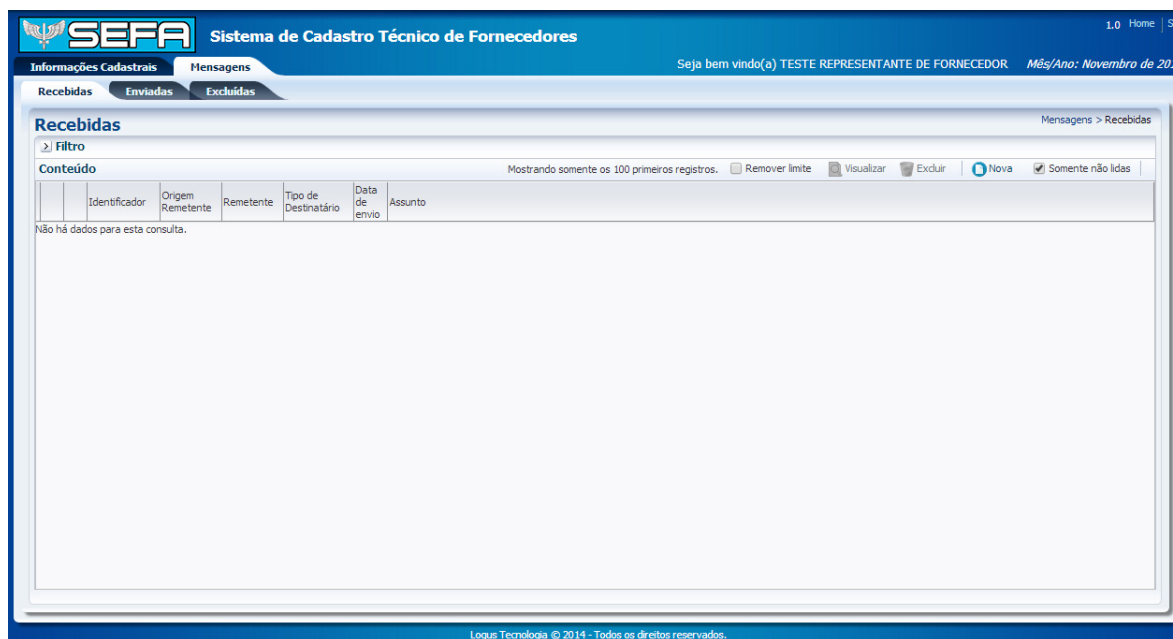 SEFA Sistema de Cadastro Técnico de Fornecedores 1.0 Home
Informações Cadastrais Mensagens Seja bem vindo(a) TESTE REPRESENTANTE DE FORNECEDOR Mês/Ano: Novembro de
Recebidas Enviadas Excluídas
Recebidas Mensagens > Recebidas
Filtro
Conteúdo Mostrando somente os 100 primeiros registros. Remover limite Visualizar Excluir Nova Somente não lidas
Identificador Origem Remetente Remetente Tipo de Destinatário Data de envio Assunto
Não há dados para esta consulta.
Logus Tecnologia © 2014 - Todos os direitos reservados.